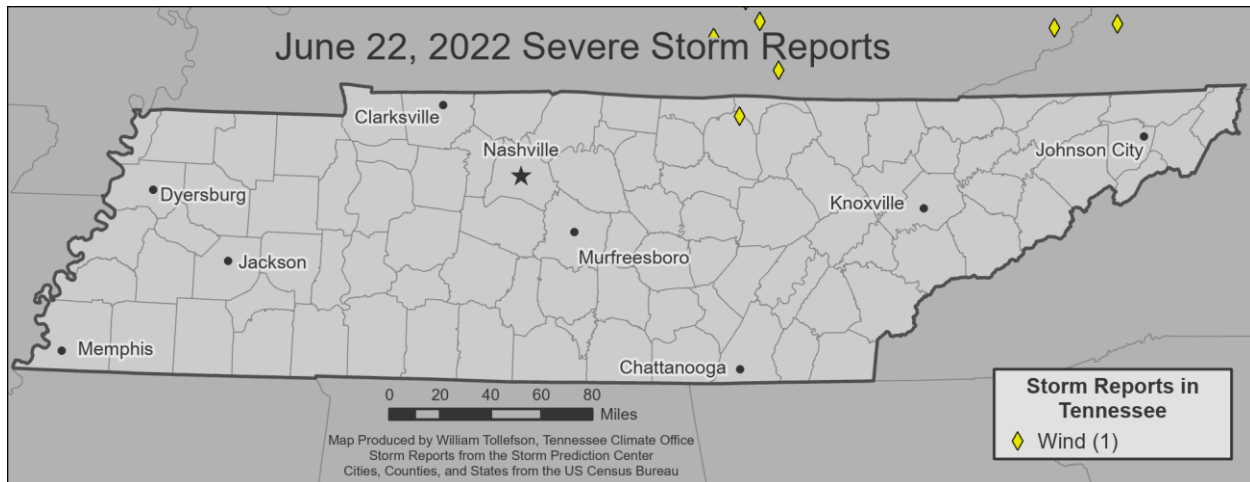 June 22, 2022 Severe Storm Reports
Clarksville
Nashville
Johnson City
Dyersburg
Knoxville
Murfreesboro
Jackson
Memphis
Chattanooga
0 20 40 60 80
Miles
Map Produced by William Tollefson, Tennessee Climate Office
Storm Reports from the Storm Prediction Center
Cities, Counties, and States from the US Census Bureau
Storm Reports in
Tennessee
Wind (1)